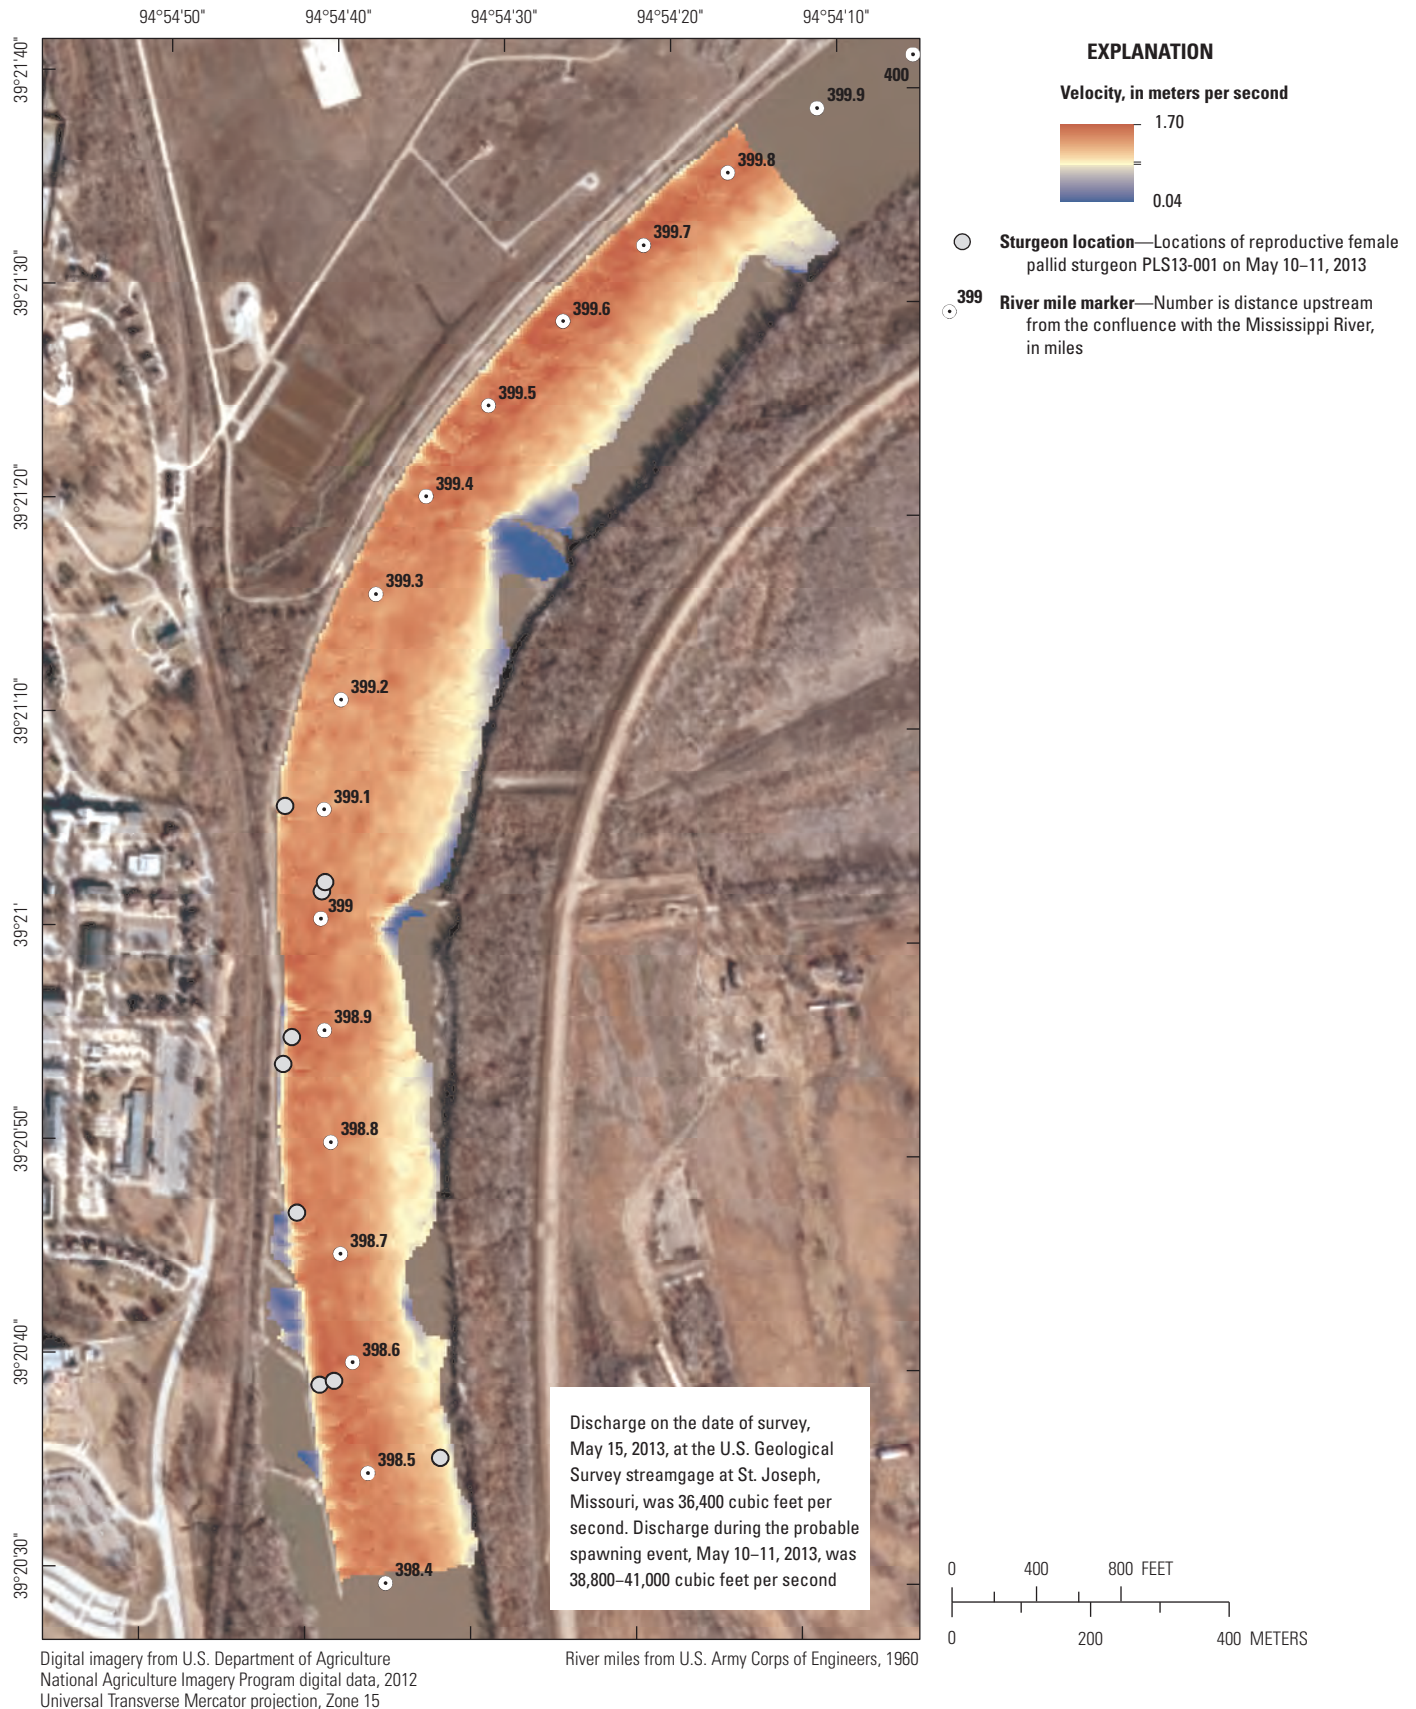 94°54'50" 94°54'40" 94°54'30" 94°54'20" 94°54'10"
39°21'40"
39°21'30"
39°21'20"
39°21'10"
39°21'
39°20'50"
39°20'40"
39°20'30"
400
399.9
399.8
399.7
399.6
399.5
399.4
399.3
399.2
399.1
399
398.9
398.8
398.7
398.6
398.5
398.4
Discharge on the date of survey,
May 15, 2013, at the U.S. Geological
Survey streamgage at St. Joseph,
Missouri, was 36,400 cubic feet per
second. Discharge during the probable
spawning event, May 10–11, 2013, was
38,800–41,000 cubic feet per second
EXPLANATION
Velocity, in meters per second
1.70
0.04
Sturgeon location—Locations of reproductive female
pallid sturgeon PLS13-001 on May 10–11, 2013
399 River mile marker—Number is distance upstream
from the confluence with the Mississippi River,
in miles
0 400 800 FEET
0 200 400 METERS
Digital imagery from U.S. Department of Agriculture
National Agriculture Imagery Program digital data, 2012
Universal Transverse Mercator projection, Zone 15
River miles from U.S. Army Corps of Engineers, 1960